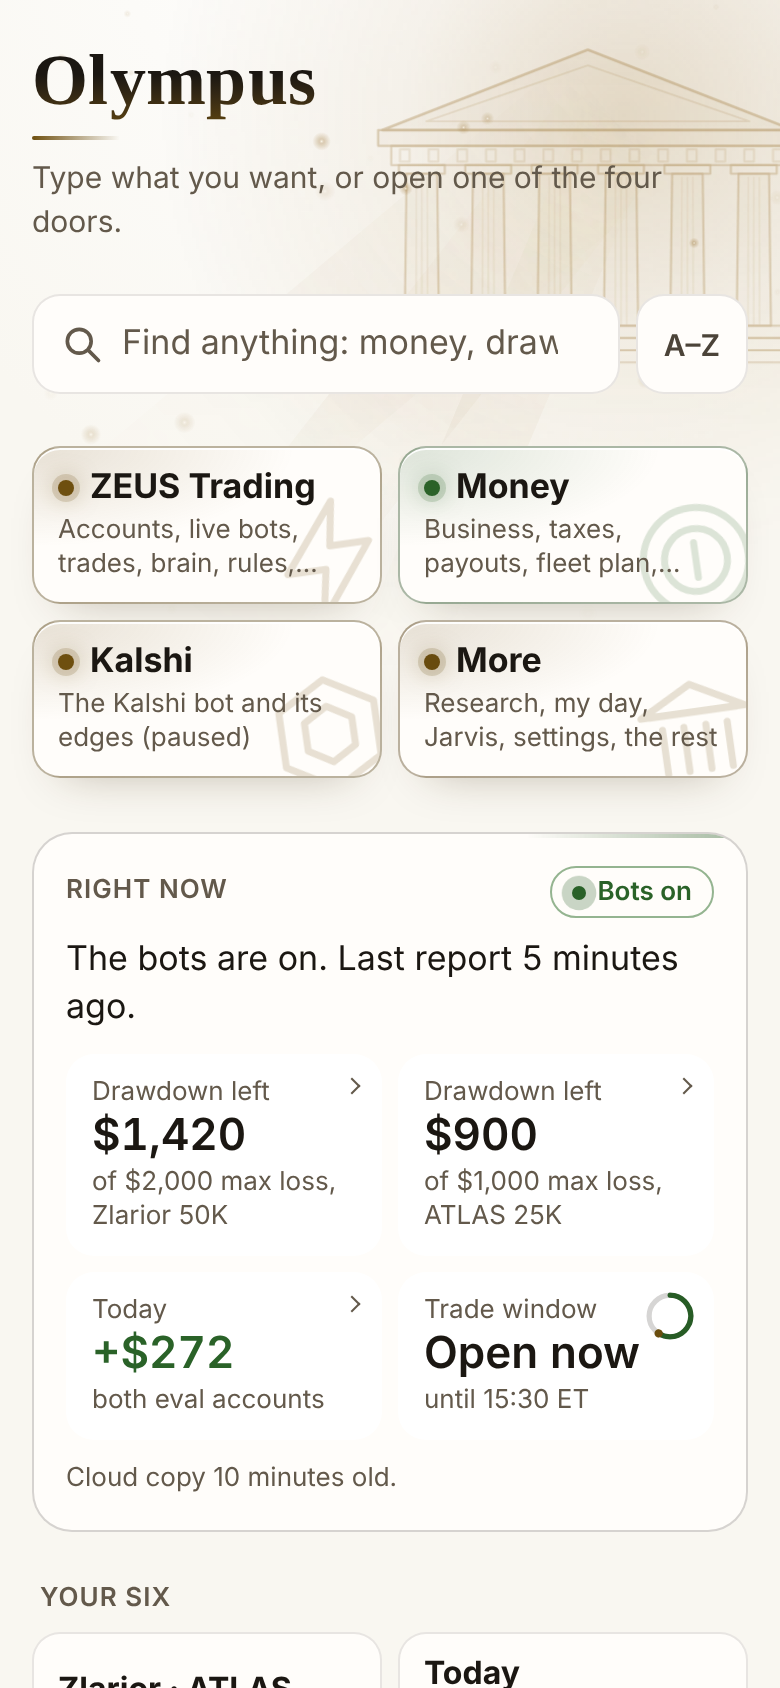 Olympus
Type what you want, or open one of the four
doors.
Find anything: money, draw
A–Z
ZEUS Trading
Accounts, live bots,
trades, brain, rules,...
Money
Business, taxes,
payouts, fleet plan,...
Kalshi
The Kalshi bot and its
edges (paused)
More
Research, my day,
Jarvis, settings, the rest
RIGHT NOW
Bots on
The bots are on. Last report 5 minutes
ago.
Drawdown left
$1,420
of $2,000 max loss,
Zlarior 50K
Drawdown left
$900
of $1,000 max loss,
ATLAS 25K
Today
+$272
both eval accounts
Trade window
Open now
until 15:30 ET
Cloud copy 10 minutes old.
YOUR SIX
Zlarior · ATLAS
Today